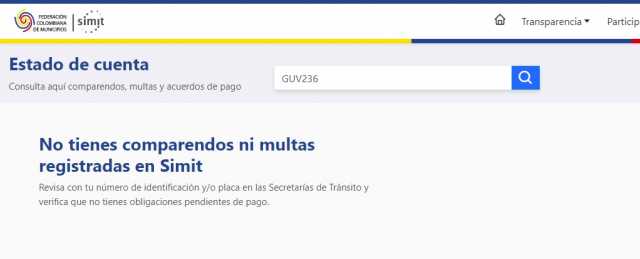 FEDERACIÓN
COLOMBIANA
DE MUNICIPIOS
simit
Transparencia
Particip
Estado de cuenta
Consulta aquí comparendos, multas y acuerdos de pago
GUV236
No tienes comparendos ni multas
registradas en Simit
Revisa con tu número de identificación y/o placa en las Secretarías de Tránsito y
verifica que no tienes obligaciones pendientes de pago.